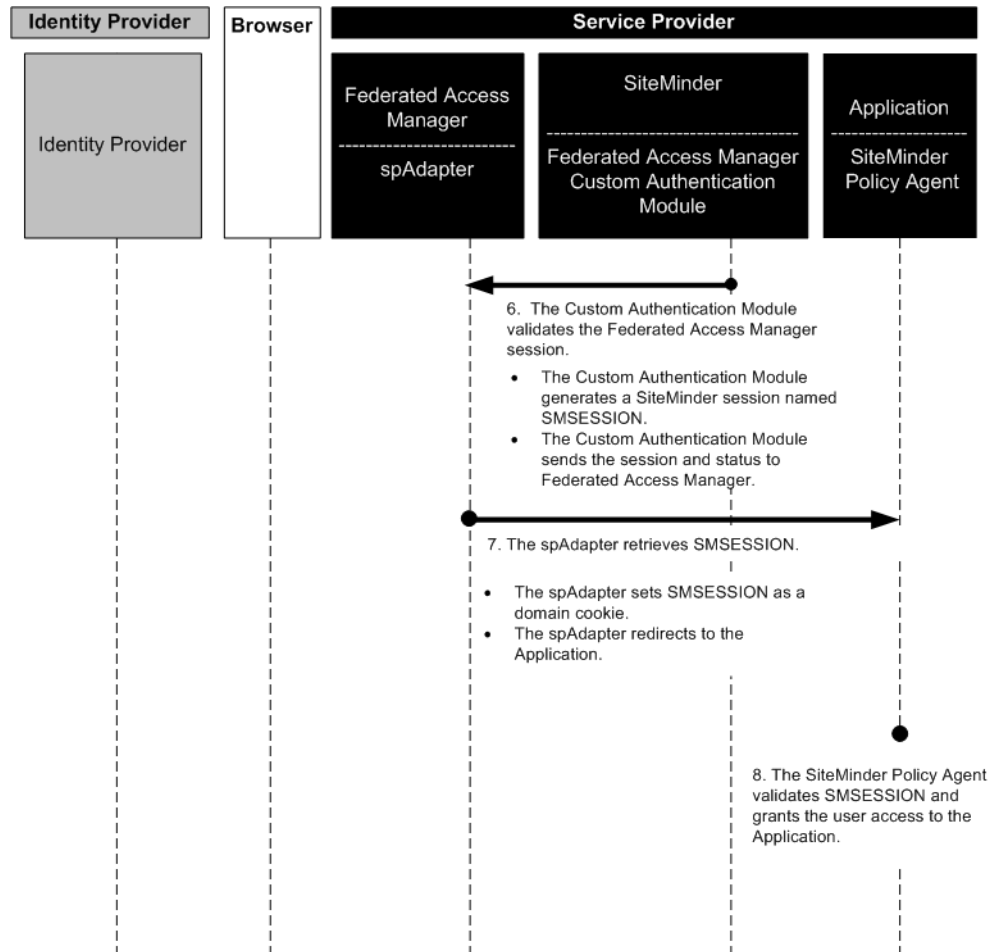 Identity Provider
Browser
Service Provider
Identity Provider
Federated Access
Manager
----------------------------
spAdapter
SiteMinder
---------------------------------------
Federated Access Manager
Custom Authentication
Module
Application
---------------------
SiteMinder
Policy Agent
6. The Custom Authentication Module
validates the Federated Access Manager
session.
• The Custom Authentication Module
generates a SiteMinder session named
SMSESSION.
• The Custom Authentication Module
sends the session and status to
Federated Access Manager.
7. The spAdapter retrieves SMSESSION.
• The spAdapter sets SMSESSION as a
domain cookie.
• The spAdapter redirects to the
Application.
8. The SiteMinder Policy Agent
validates SMSESSION and
grants the user access to the
Application.